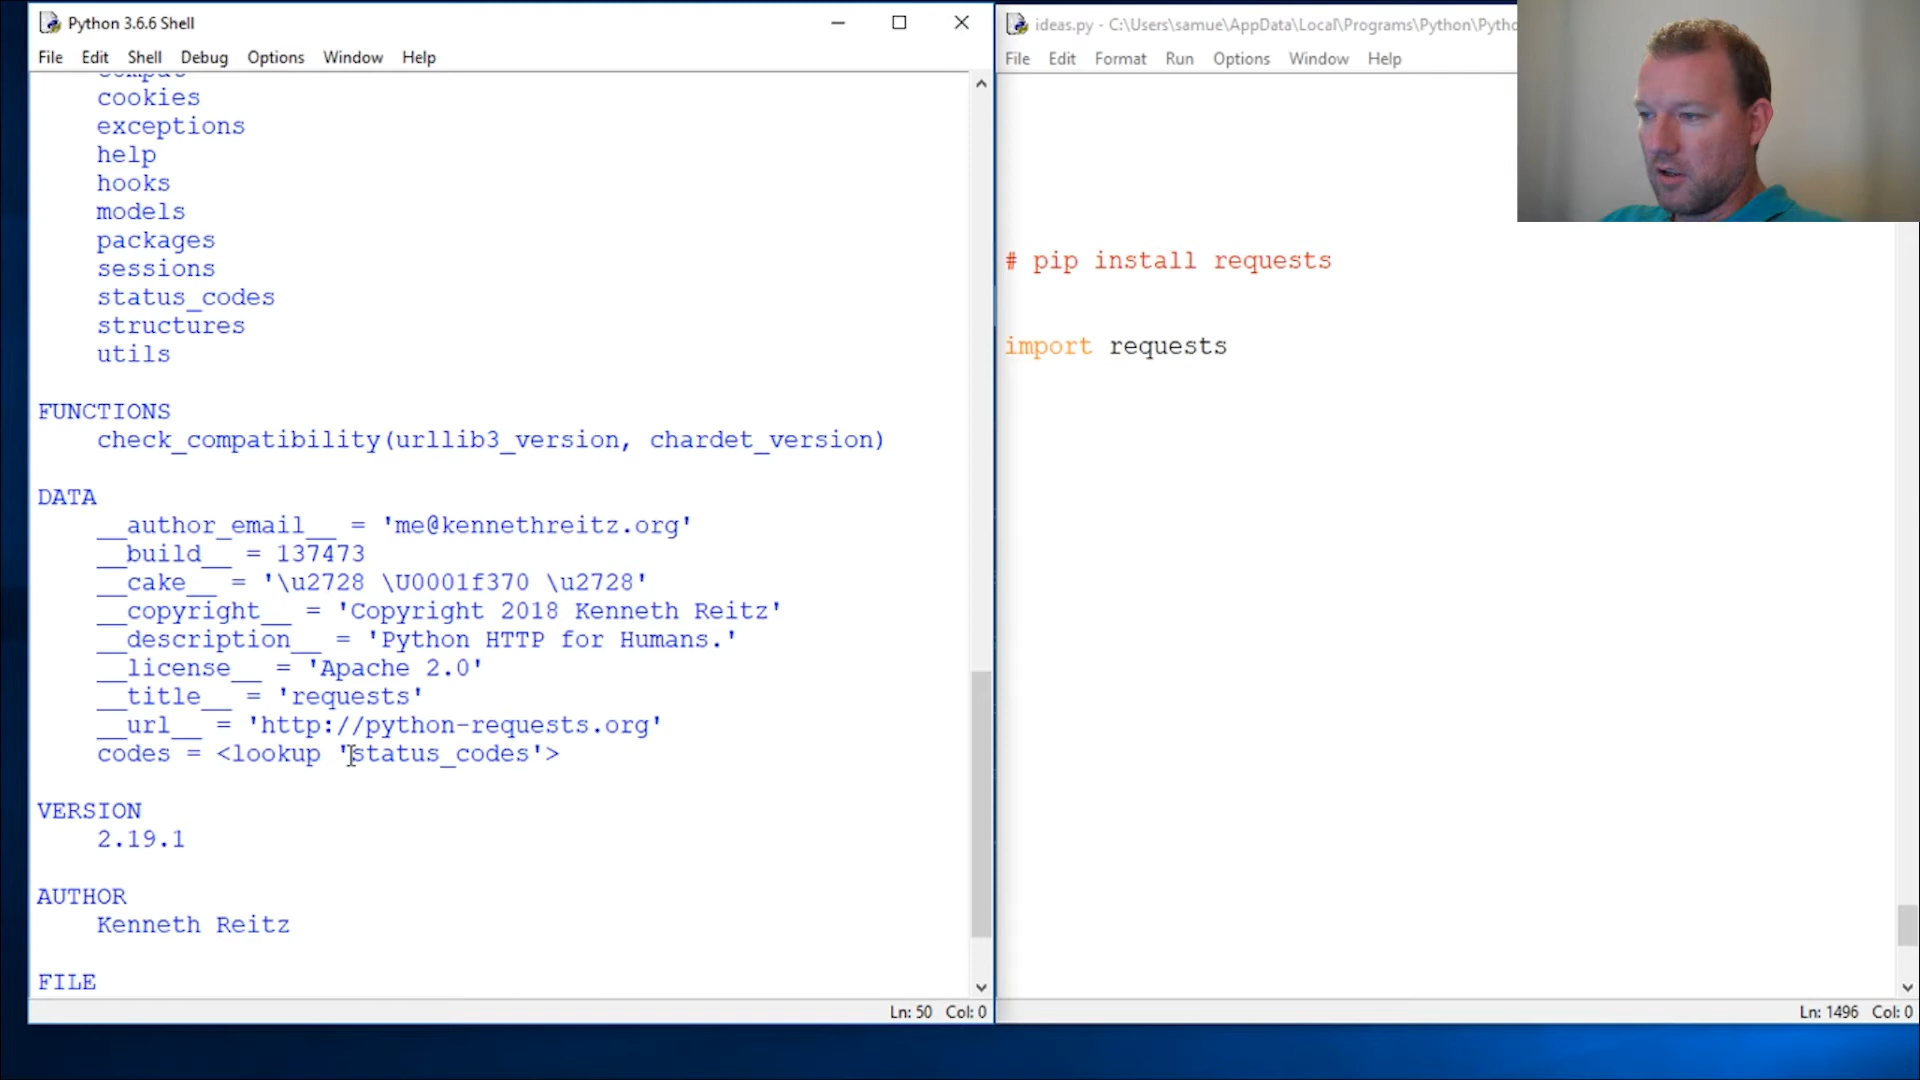 Python 3.6.6 Shell
File Edit Shell Debug Options Window Help
compat
cookies
exceptions
help
hooks
models
packages
sessions
status_codes
structures
utils
FUNCTIONS
check_compatibility(urllib3_version, chardet_version)
DATA
__author_email__ = 'me@kennethreitz.org'
__build__ = 137473
__cake__ = '\u2728 \U0001f370 \u2728'
__copyright__ = 'Copyright 2018 Kenneth Reitz'
__description__ = 'Python HTTP for Humans.'
__license__ = 'Apache 2.0'
__title__ = 'requests'
__url__ = 'http://python-requests.org'
codes = <lookup 'status_codes'>
VERSION
2.19.1
AUTHOR
Kenneth Reitz
FILE
Ln: 50 Col: 0
ideas.py - C:\Users\samue\AppData\Local\Programs\Python\Pytho
File Edit Format Run Options Window Help
# pip install requests
import requests
Ln: 1496 Col: 0